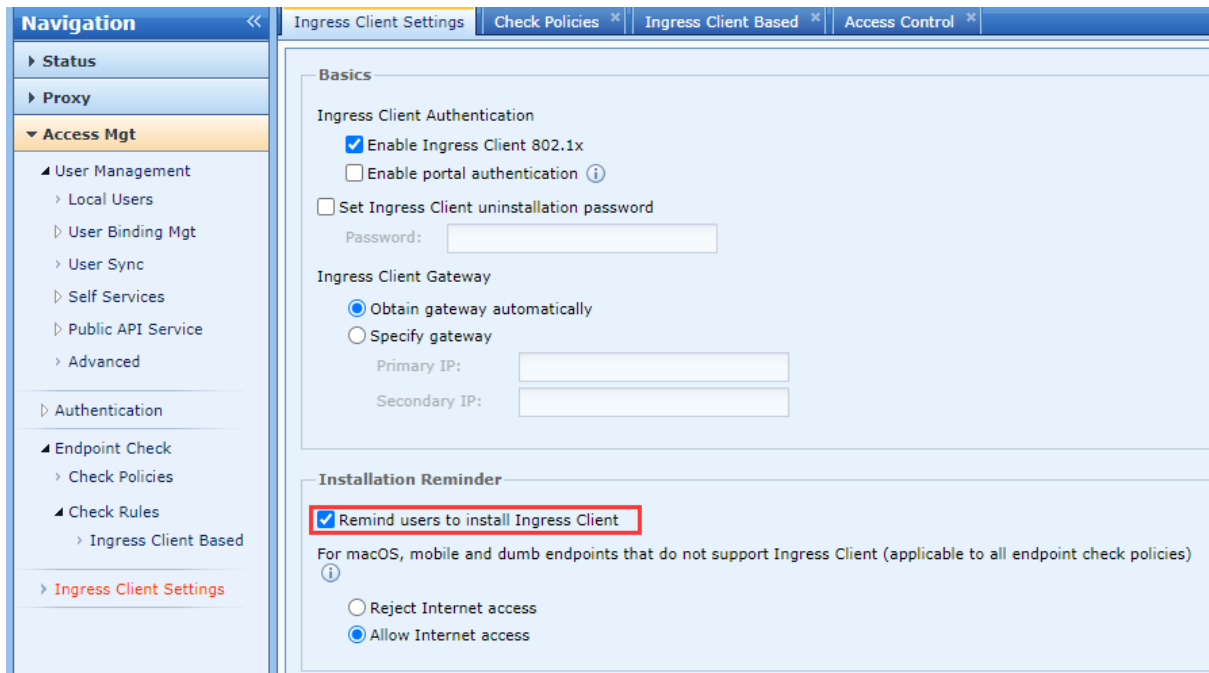 Navigation
Status
Proxy
Access Mgt
User Management
Local Users
User Binding Mgt
User Sync
Self Services
Public API Service
Advanced
Authentication
Endpoint Check
Check Policies
Check Rules
Ingress Client Based
Ingress Client Settings
Ingress Client Settings
Check Policies
Ingress Client Based
Access Control
Basics
Ingress Client Authentication
Enable Ingress Client 802.1x
Enable portal authentication
Set Ingress Client uninstallation password
Password:
Ingress Client Gateway
Obtain gateway automatically
Specify gateway
Primary IP:
Secondary IP:
Installation Reminder
Remind users to install Ingress Client
For macOS, mobile and dumb endpoints that do not support Ingress Client (applicable to all endpoint check policies)
Reject Internet access
Allow Internet access